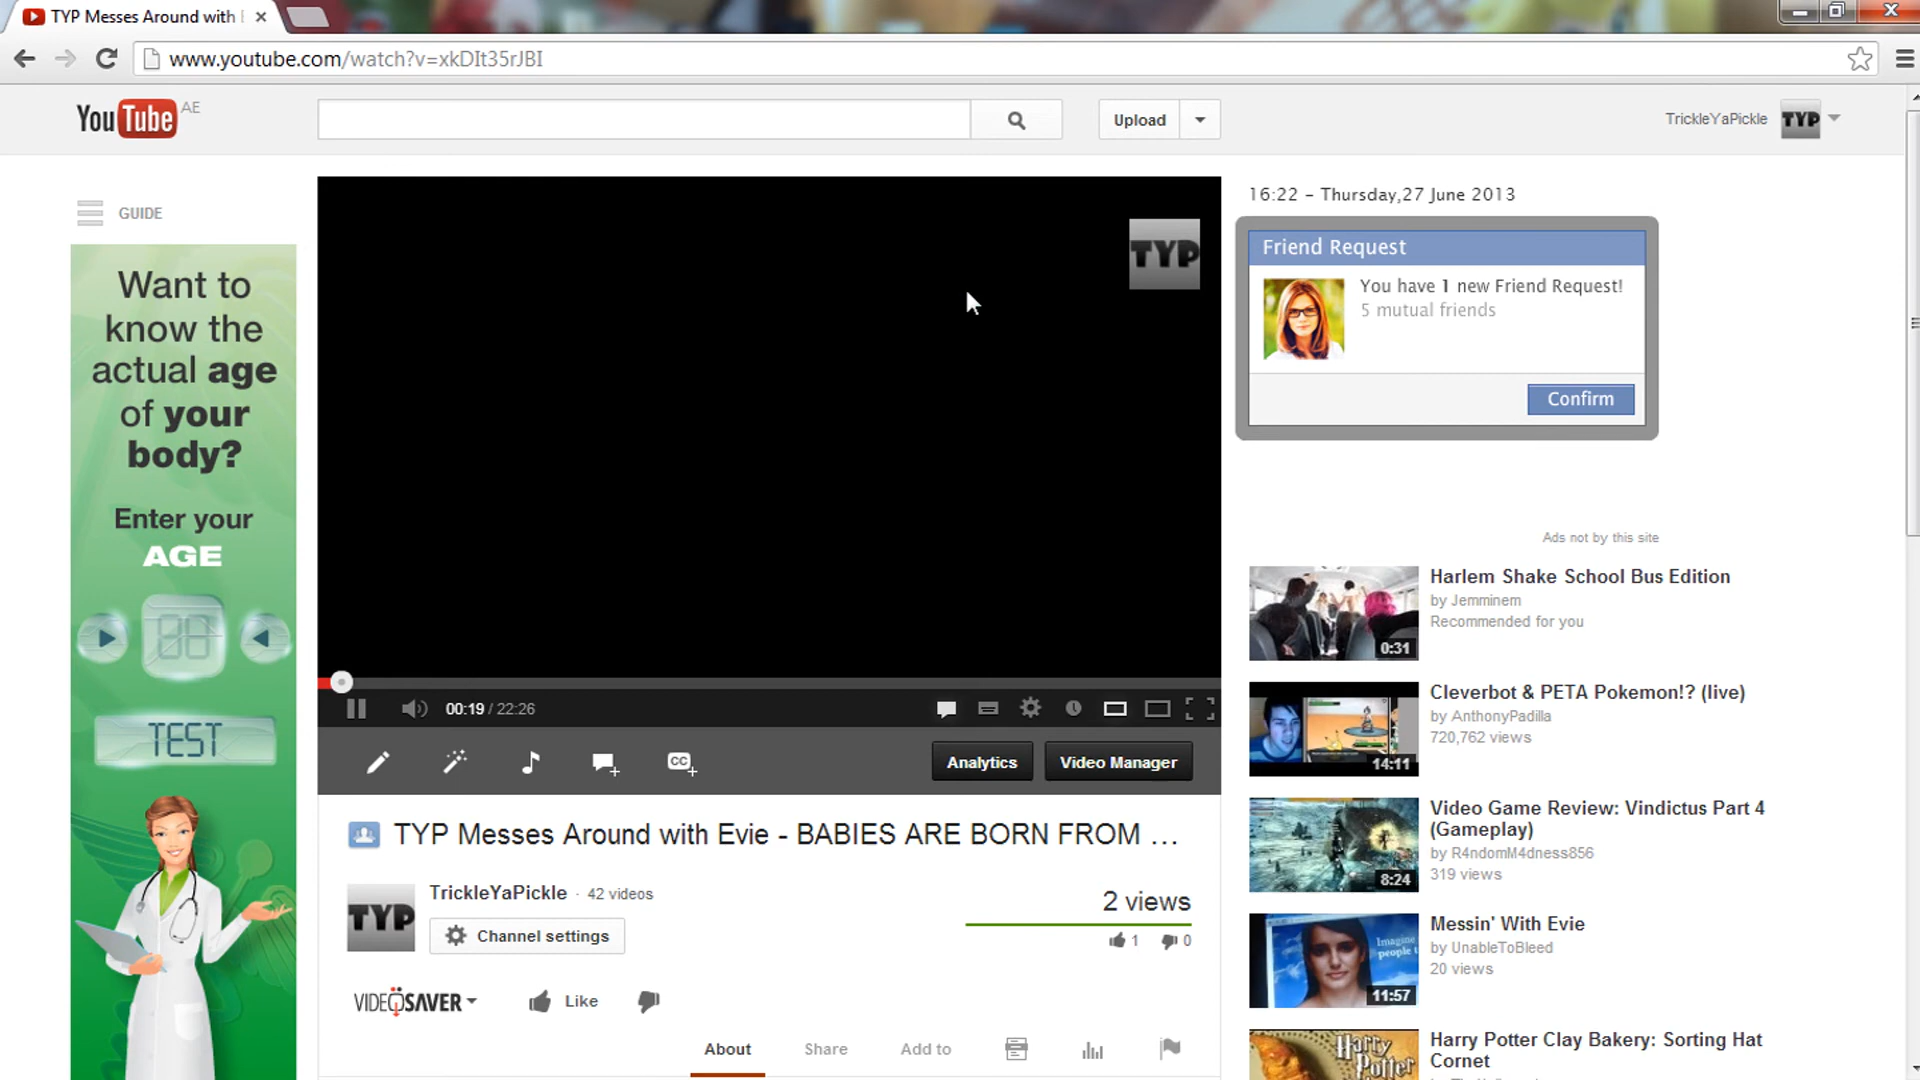 TYP Messes Around with
www.youtube.com/watch?v=xkDIt35rJBI
YouTube AE
Upload
TrickleYaPickle
TYP
GUIDE
Want to
know the
actual age
of your
body?
Enter your
AGE
TEST
TYP
00:19 / 22:26
Analytics
Video Manager
TYP Messes Around with Evie - BABIES ARE BORN FROM ...
TYP
TrickleYaPickle · 42 videos
Channel settings
2 views
1
0
VIDEOSAVER
Like
About
Share
Add to
16:22 – Thursday,27 June 2013
Friend Request
You have 1 new Friend Request!
5 mutual friends
Confirm
Ads not by this site
0:31
Harlem Shake School Bus Edition
by Jemminem
Recommended for you
14:11
Cleverbot & PETA Pokemon!? (live)
by AnthonyPadilla
720,762 views
8:24
Video Game Review: Vindictus Part 4
(Gameplay)
by R4ndomM4dness856
319 views
Imagine
people
11:57
Messin' With Evie
by UnableToBleed
20 views
Harry
Potter
Harry Potter Clay Bakery: Sorting Hat
Cornet